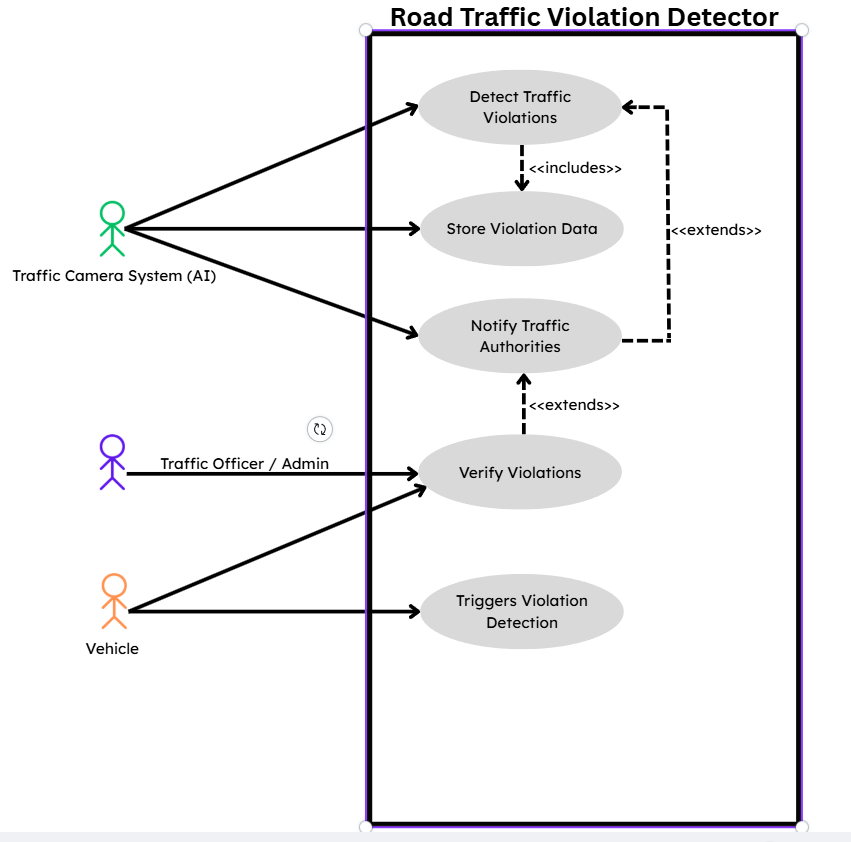 Road Traffic Violation Detector
Detect Traffic
Violations
<<includes>>
Store Violation Data
<<extends>>
Traffic Camera System (AI)
Notify Traffic
Authorities
<<extends>>
Traffic Officer / Admin
Verify Violations
Triggers Violation
Detection
Vehicle